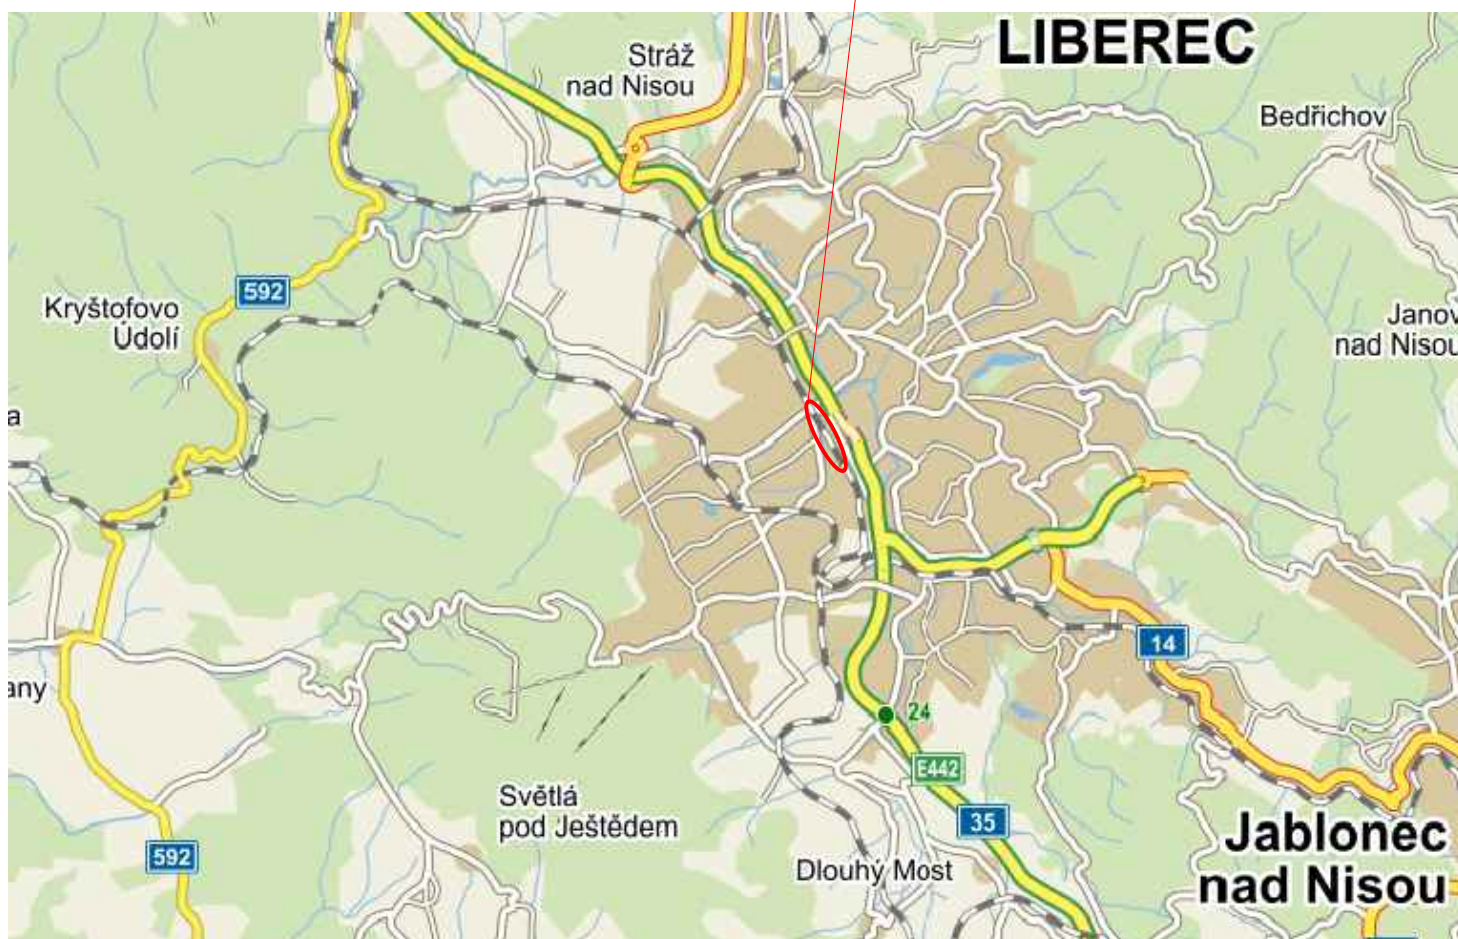 LIBEREC
Stráž
nad Nisou
Bedřichov
592
Kryštofovo
Údolí
Janov
nad Nisou
a
14
any
24
E442
Světlá
pod Ještědem
35
Jablonec
nad Nisou
592
Dlouhý Most